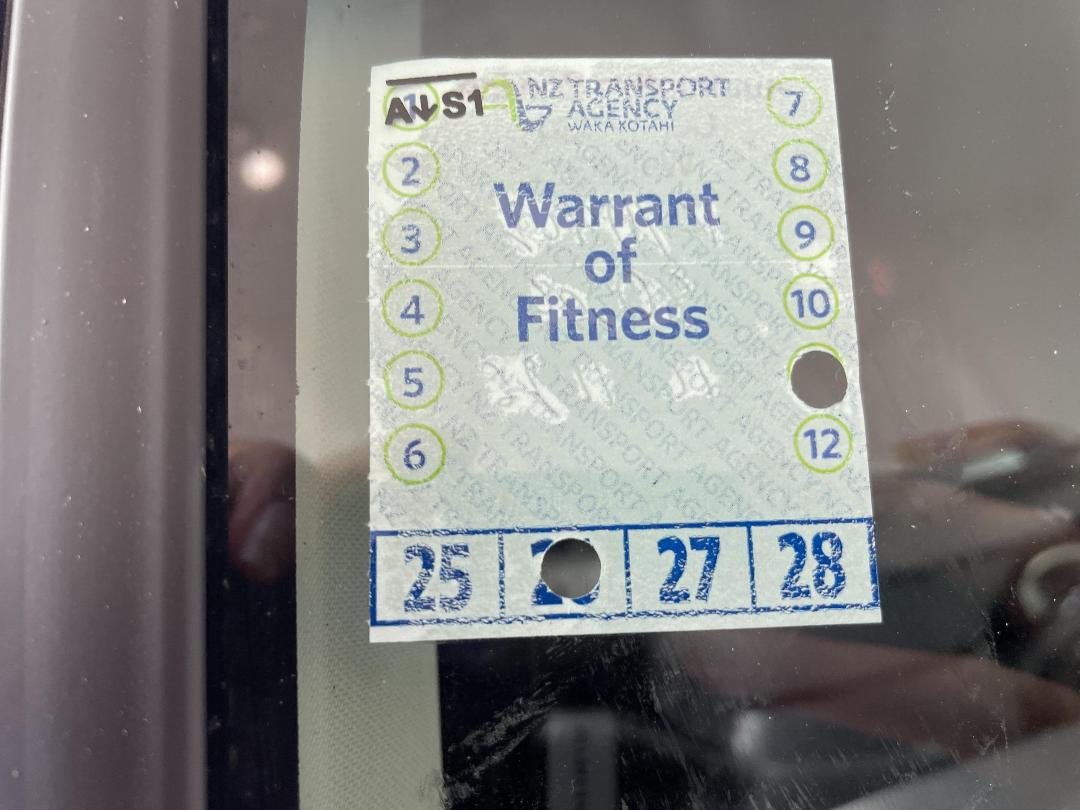 A↓S1
NZ TRANSPORT
AGENCY
WAKA KOTAHI
Warrant
of
Fitness
1
2
3
4
5
6
7
8
9
10
12
25 27 28